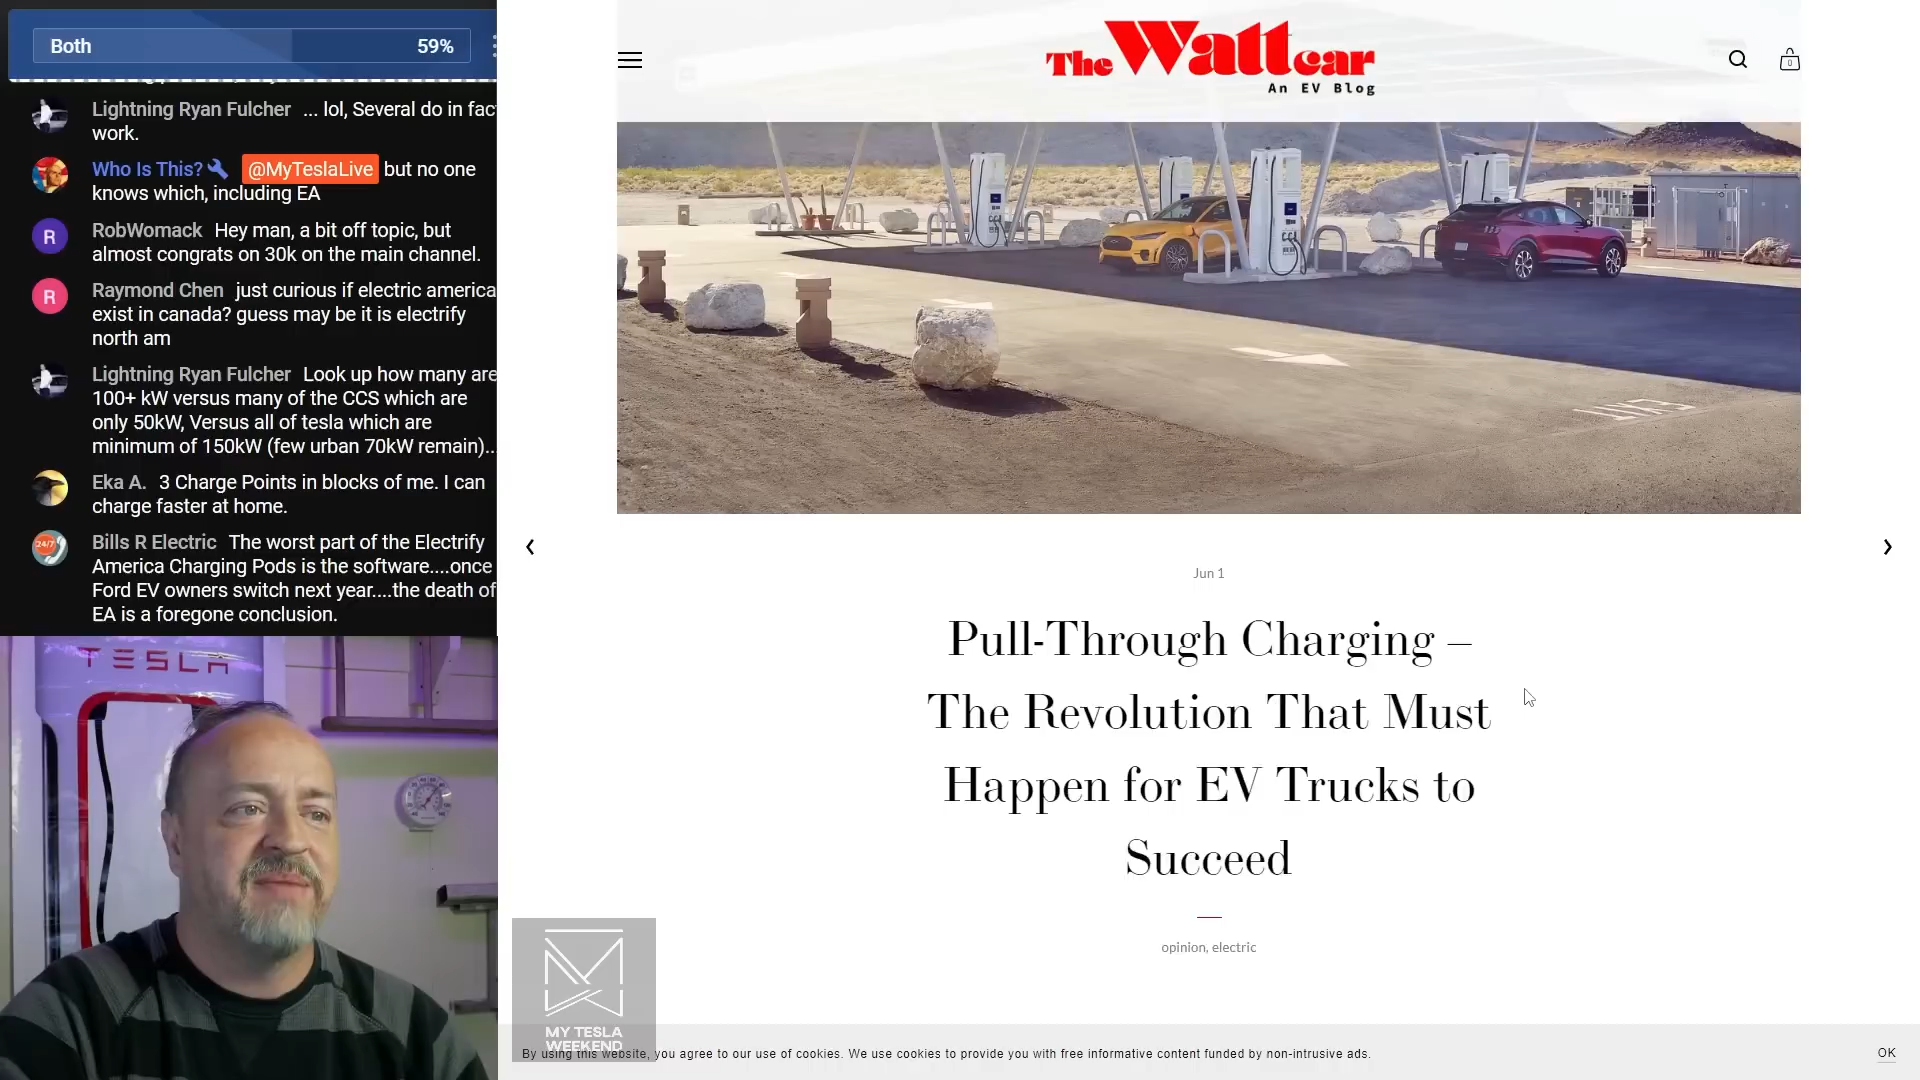 Both 59%
Lightning Ryan Fulcher ... lol, Several do in fac
work.
Who Is This? @MyTeslaLive but no one
knows which, including EA
RobWomack Hey man, a bit off topic, but
almost congrats on 30k on the main channel.
Raymond Chen just curious if electric america
exist in canada? guess may be it is electrify
north am
Lightning Ryan Fulcher Look up how many are
100+ kW versus many of the CCS which are
only 50kW, Versus all of tesla which are
minimum of 150kW (few urban 70kW remain)...
Eka A. 3 Charge Points in blocks of me. I can
charge faster at home.
Bills R Electric The worst part of the Electrify
America Charging Pods is the software....once
Ford EV owners switch next year....the death of
EA is a foregone conclusion.
R
R
24/7
TESLA
The Watt car
An EV Blog
0
EXIT
Jun 1
Pull-Through Charging –
The Revolution That Must
Happen for EV Trucks to
Succeed
opinion, electric
MY TESLA
WEEKEND
By using this website, you agree to our use of cookies. We use cookies to provide you with free informative content funded by non-intrusive ads.
OK